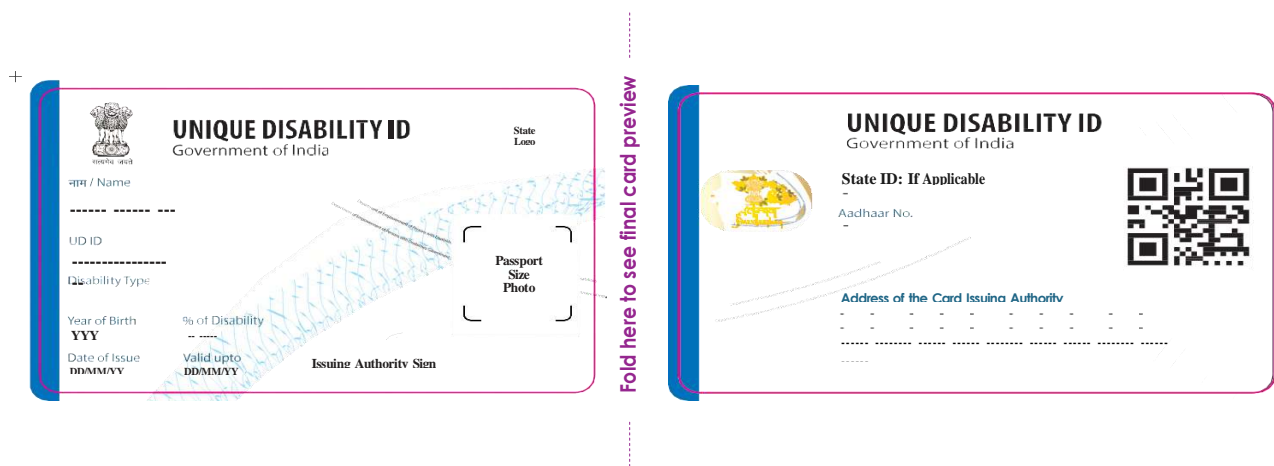 सत्यमेव जयते
UNIQUE DISABILITY ID
Government of India
State
Logo
नाम / Name
------ ------ ---
UD ID
----------------
Disability Type
--
Year of Birth
% of Disability
YYY
-- -----
Date of Issue
Valid upto
DD/MM/YY
DD/MM/YY
Issuing Authority Sign
Passport
Size
Photo
Fold here to see final card preview
UNIQUE DISABILITY ID
Government of India
State ID: If Applicable
-
Aadhaar No.
-
Address of the Card Issuing Authority
- - - - - - - - - -
- - - - - - - - - -
------ -------- ------ ------ -------- ------ ------ -------- ------
------